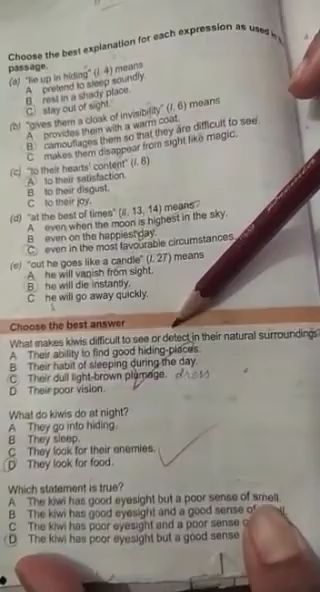 Choose the best explanation for each expression as used in
passage.
(a) "lie up in hiding" (l. 4) means
A pretend to sleep soundly.
B rest in a shady place.
C stay out of sight.
(b) "gives them a cloak of invisibility" (l. 6) means
A provides them with a warm coat.
B camouflages them so that they are difficult to see.
C makes them disappear from sight like magic.
(c) "to their hearts' content" (l. 8)
A to their satisfaction.
B to their disgust.
C to their joy.
(d) "at the best of times" (ll. 13, 14) means?
A even when the moon is highest in the sky.
B even on the happiest day.
C even in the most favourable circumstances.
(e) "out he goes like a candle" (l. 27) means
A he will vanish from sight.
B he will die instantly.
C he will go away quickly.
Choose the best answer
What makes kiwis difficult to see or detect in their natural surroundings?
A Their ability to find good hiding-places.
B Their habit of sleeping during the day.
C Their dull light-brown plumage. dress
D Their poor vision.
What do kiwis do at night?
A They go into hiding.
B They sleep.
C They look for their enemies.
D They look for food.
Which statement is true?
A The kiwi has good eyesight but a poor sense of smell
B The kiwi has good eyesight and a good sense of
C The kiwi has poor eyesight and a poor sense
D The kiwi has poor eyesight but a good sense